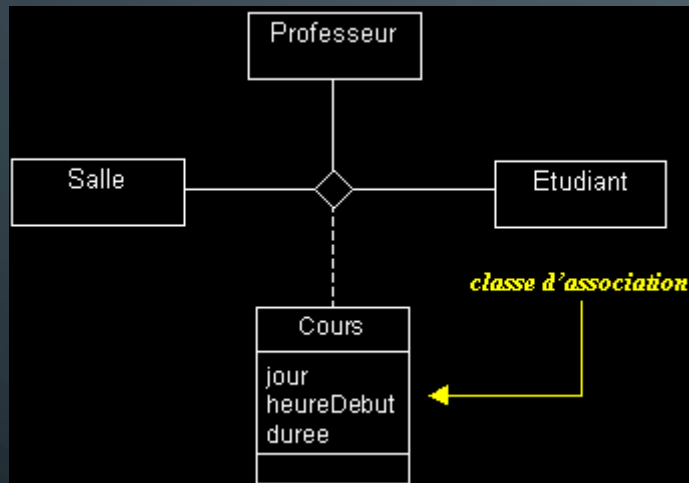 Professeur
Salle
Etudiant
classe d'association
Cours
jour
heureDebut
duree